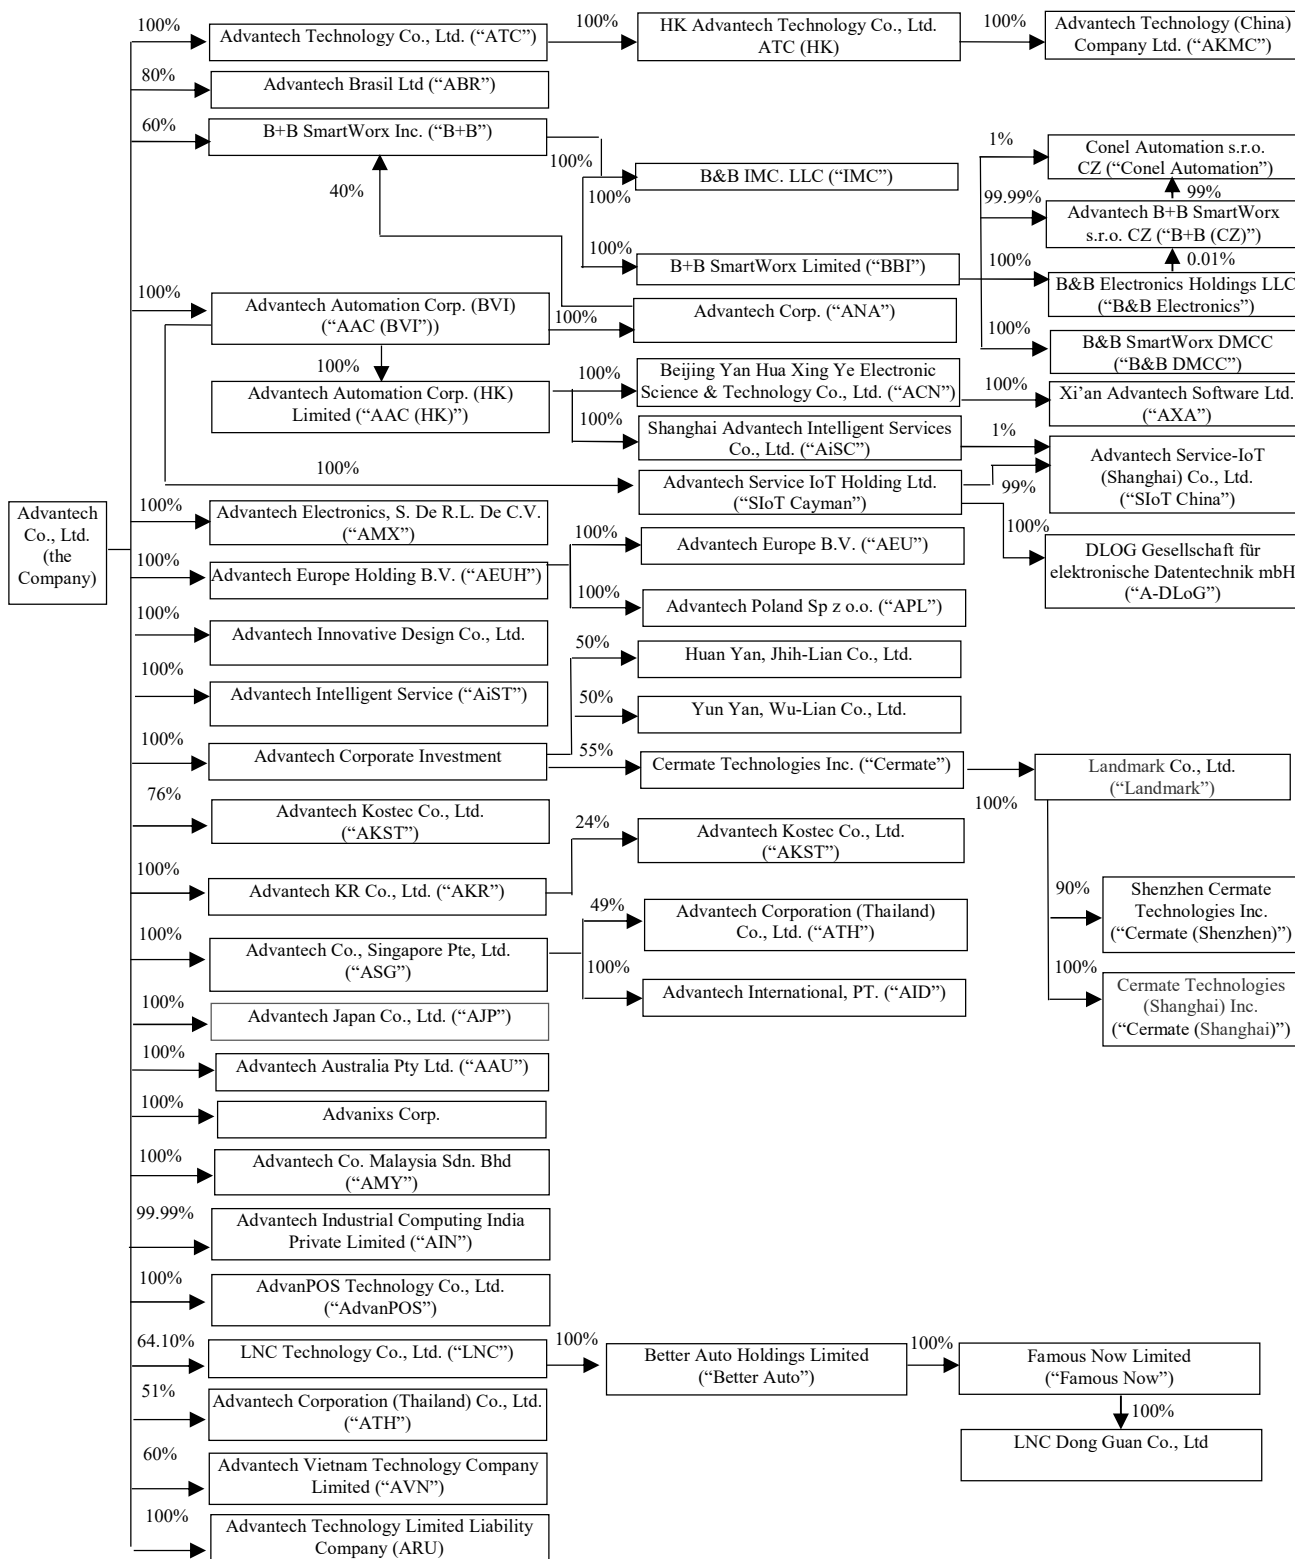 100%
Advantech Technology Co., Ltd. (“ATC”)
100%
HK Advantech Technology Co., Ltd.
ATC (HK)
100%
Advantech Technology (China)
Company Ltd. (“AKMC”)
80%
Advantech Brasil Ltd (“ABR”)
60%
B+B SmartWorx Inc. (“B+B”)
40%
100%
B&B IMC. LLC (“IMC”)
100%
100%
B+B SmartWorx Limited (“BBI”)
1%
Conel Automation s.r.o.
CZ (“Conel Automation”)
99%
99.99%
Advantech B+B SmartWorx
s.r.o. CZ (“B+B (CZ)”)
0.01%
100%
B&B Electronics Holdings LLC
(“B&B Electronics”)
100%
B&B SmartWorx DMCC
(“B&B DMCC”)
100%
Advantech Automation Corp. (BVI)
(“AAC (BVI”))
100%
Advantech Corp. (“ANA”)
100%
Advantech Automation Corp. (HK)
Limited (“AAC (HK)”)
100%
Beijing Yan Hua Xing Ye Electronic
Science & Technology Co., Ltd. (“ACN”)
100%
Xi’an Advantech Software Ltd.
(“AXA”)
100%
Shanghai Advantech Intelligent Services
Co., Ltd. (“AiSC”)
1%
Advantech Service-IoT
(Shanghai) Co., Ltd.
(“SIoT China”)
100%
Advantech Service IoT Holding Ltd.
(“SIoT Cayman”)
99%
100%
DLOG Gesellschaft für
elektronische Datentechnik mbH
(“A-DLoG”)
Advantech
Co., Ltd.
(the
Company)
100%
Advantech Electronics, S. De R.L. De C.V.
(“AMX”)
100%
Advantech Europe Holding B.V. (“AEUH”)
100%
Advantech Europe B.V. (“AEU”)
100%
Advantech Poland Sp z o.o. (“APL”)
100%
Advantech Innovative Design Co., Ltd.
100%
Advantech Intelligent Service (“AiST”)
100%
Advantech Corporate Investment
50%
Huan Yan, Jhih-Lian Co., Ltd.
50%
Yun Yan, Wu-Lian Co., Ltd.
55%
Cermate Technologies Inc. (“Cermate”)
100%
Landmark Co., Ltd.
(“Landmark”)
90%
Shenzhen Cermate
Technologies Inc.
(“Cermate (Shenzhen)”)
100%
Cermate Technologies
(Shanghai) Inc.
(“Cermate (Shanghai)”)
76%
Advantech Kostec Co., Ltd.
(“AKST”)
100%
Advantech KR Co., Ltd. (“AKR”)
24%
Advantech Kostec Co., Ltd.
(“AKST”)
100%
Advantech Co., Singapore Pte, Ltd.
(“ASG”)
49%
Advantech Corporation (Thailand)
Co., Ltd. (“ATH”)
100%
Advantech International, PT. (“AID”)
100%
Advantech Japan Co., Ltd. (“AJP”)
100%
Advantech Australia Pty Ltd. (“AAU”)
100%
Advanixs Corp.
100%
Advantech Co. Malaysia Sdn. Bhd
(“AMY”)
99.99%
Advantech Industrial Computing India
Private Limited (“AIN”)
100%
AdvanPOS Technology Co., Ltd.
(“AdvanPOS”)
64.10%
LNC Technology Co., Ltd. (“LNC”)
100%
Better Auto Holdings Limited
(“Better Auto”)
100%
Famous Now Limited
(“Famous Now”)
100%
LNC Dong Guan Co., Ltd
51%
Advantech Corporation (Thailand) Co., Ltd.
(“ATH”)
60%
Advantech Vietnam Technology Company
Limited (“AVN”)
100%
Advantech Technology Limited Liability
Company (ARU)